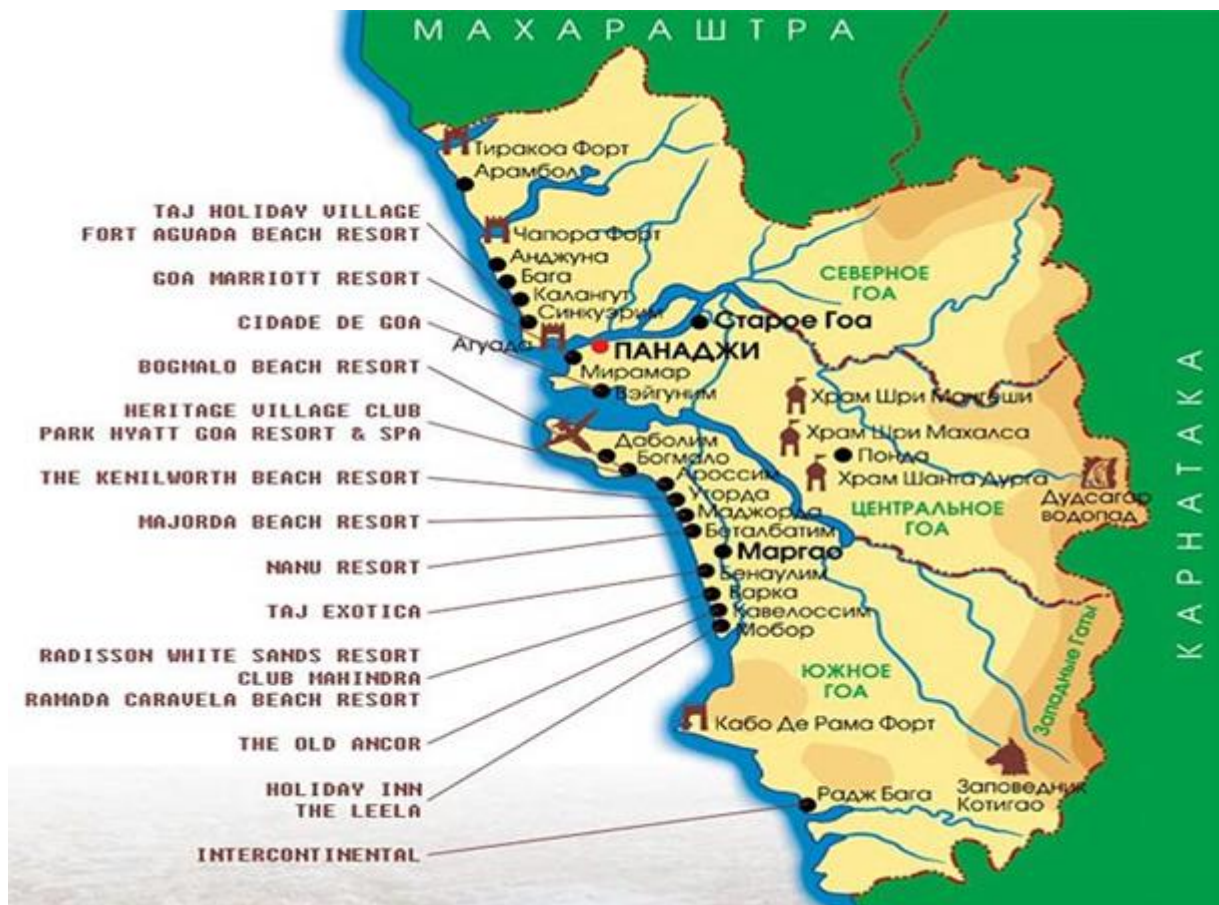 МАХАРАШТРА
Тиракоа Форт
Арамбол
TAJ HOLIDAY VILLAGE
FORT AGUADA BEACH RESORT
Чапора Форт
Анджуна
GOA MARRIOTT RESORT
Бага
СЕВЕРНОЕ
ГОА
Калангут
Синкуэрим
CIDADE DE GOA
Старое Гоа
Агуада
ПАНАДЖИ
BOGMALO BEACH RESORT
Мирамар
Вэйгуним
HERITAGE VILLAGE CLUB
PARK HYATT GOA RESORT & SPA
Храм Шри Мангеши
Храм Шри Махалса
Даболим
Богмало
Понда
THE KENILWORTH BEACH RESORT
Ароссим
Храм Шанта Дурга
Уторда
Дудсагар
водопад
MAJORDA BEACH RESORT
Маджорда
ЦЕНТРАЛЬНОЕ
ГОА
Беталбатим
Маргао
NANU RESORT
Бенаулим
TAJ EXOTICA
Варка
Кавелоссим
Мобор
RADISSON WHITE SANDS RESORT
CLUB MAHINDRA
RAMADA CARAVELA BEACH RESORT
ЮЖНОЕ
ГОА
Западные Гаты
КАРНАТАКА
Кабо Де Рама Форт
THE OLD ANCOR
HOLIDAY INN
THE LEELA
Радж Бага
Заповедник
Котигао
INTERCONTINENTAL